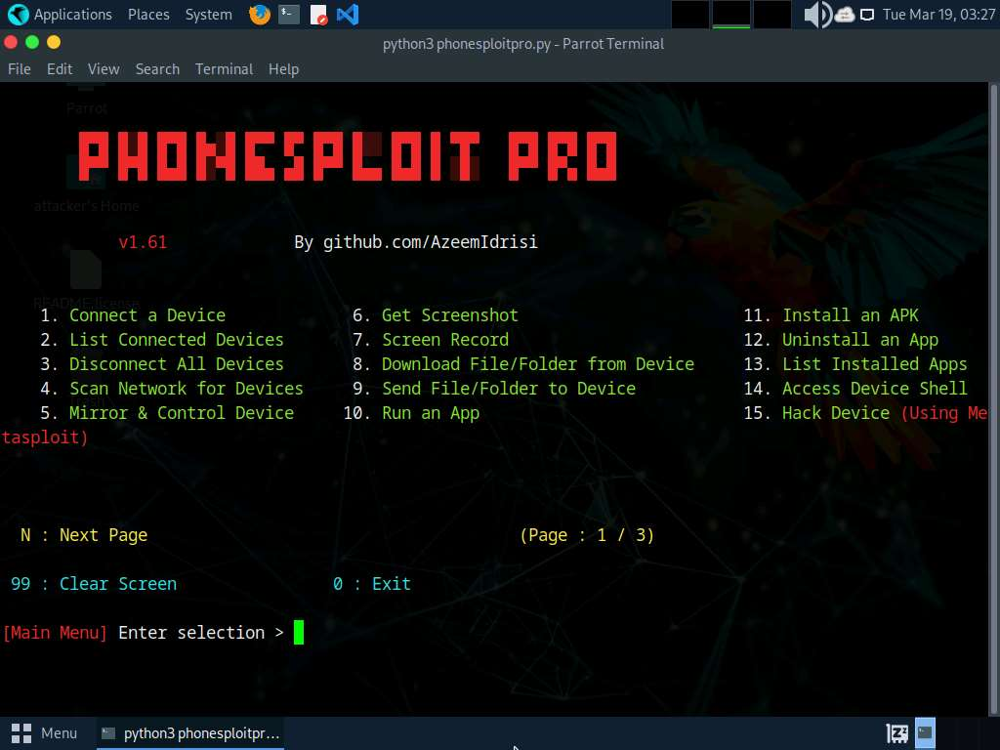 Applications Places System Tue Mar 19, 03:27
python3 phonesploitpro.py - Parrot Terminal
File Edit View Search Terminal Help
Parrot
PHONESPLOIT PRO
attacker's Home
v1.61 By github.com/AzeemIdrisi
README.license
1. Connect a Device 6. Get Screenshot 11. Install an APK
2. List Connected Devices 7. Screen Record 12. Uninstall an App
3. Disconnect All Devices 8. Download File/Folder from Device 13. List Installed Apps
4. Scan Network for Devices 9. Send File/Folder to Device 14. Access Device Shell
5. Mirror & Control Device 10. Run an App 15. Hack Device (Using Me
tasploit)
N : Next Page (Page : 1 / 3)
99 : Clear Screen 0 : Exit
[Main Menu] Enter selection >
Menu python3 phonesploitpr...